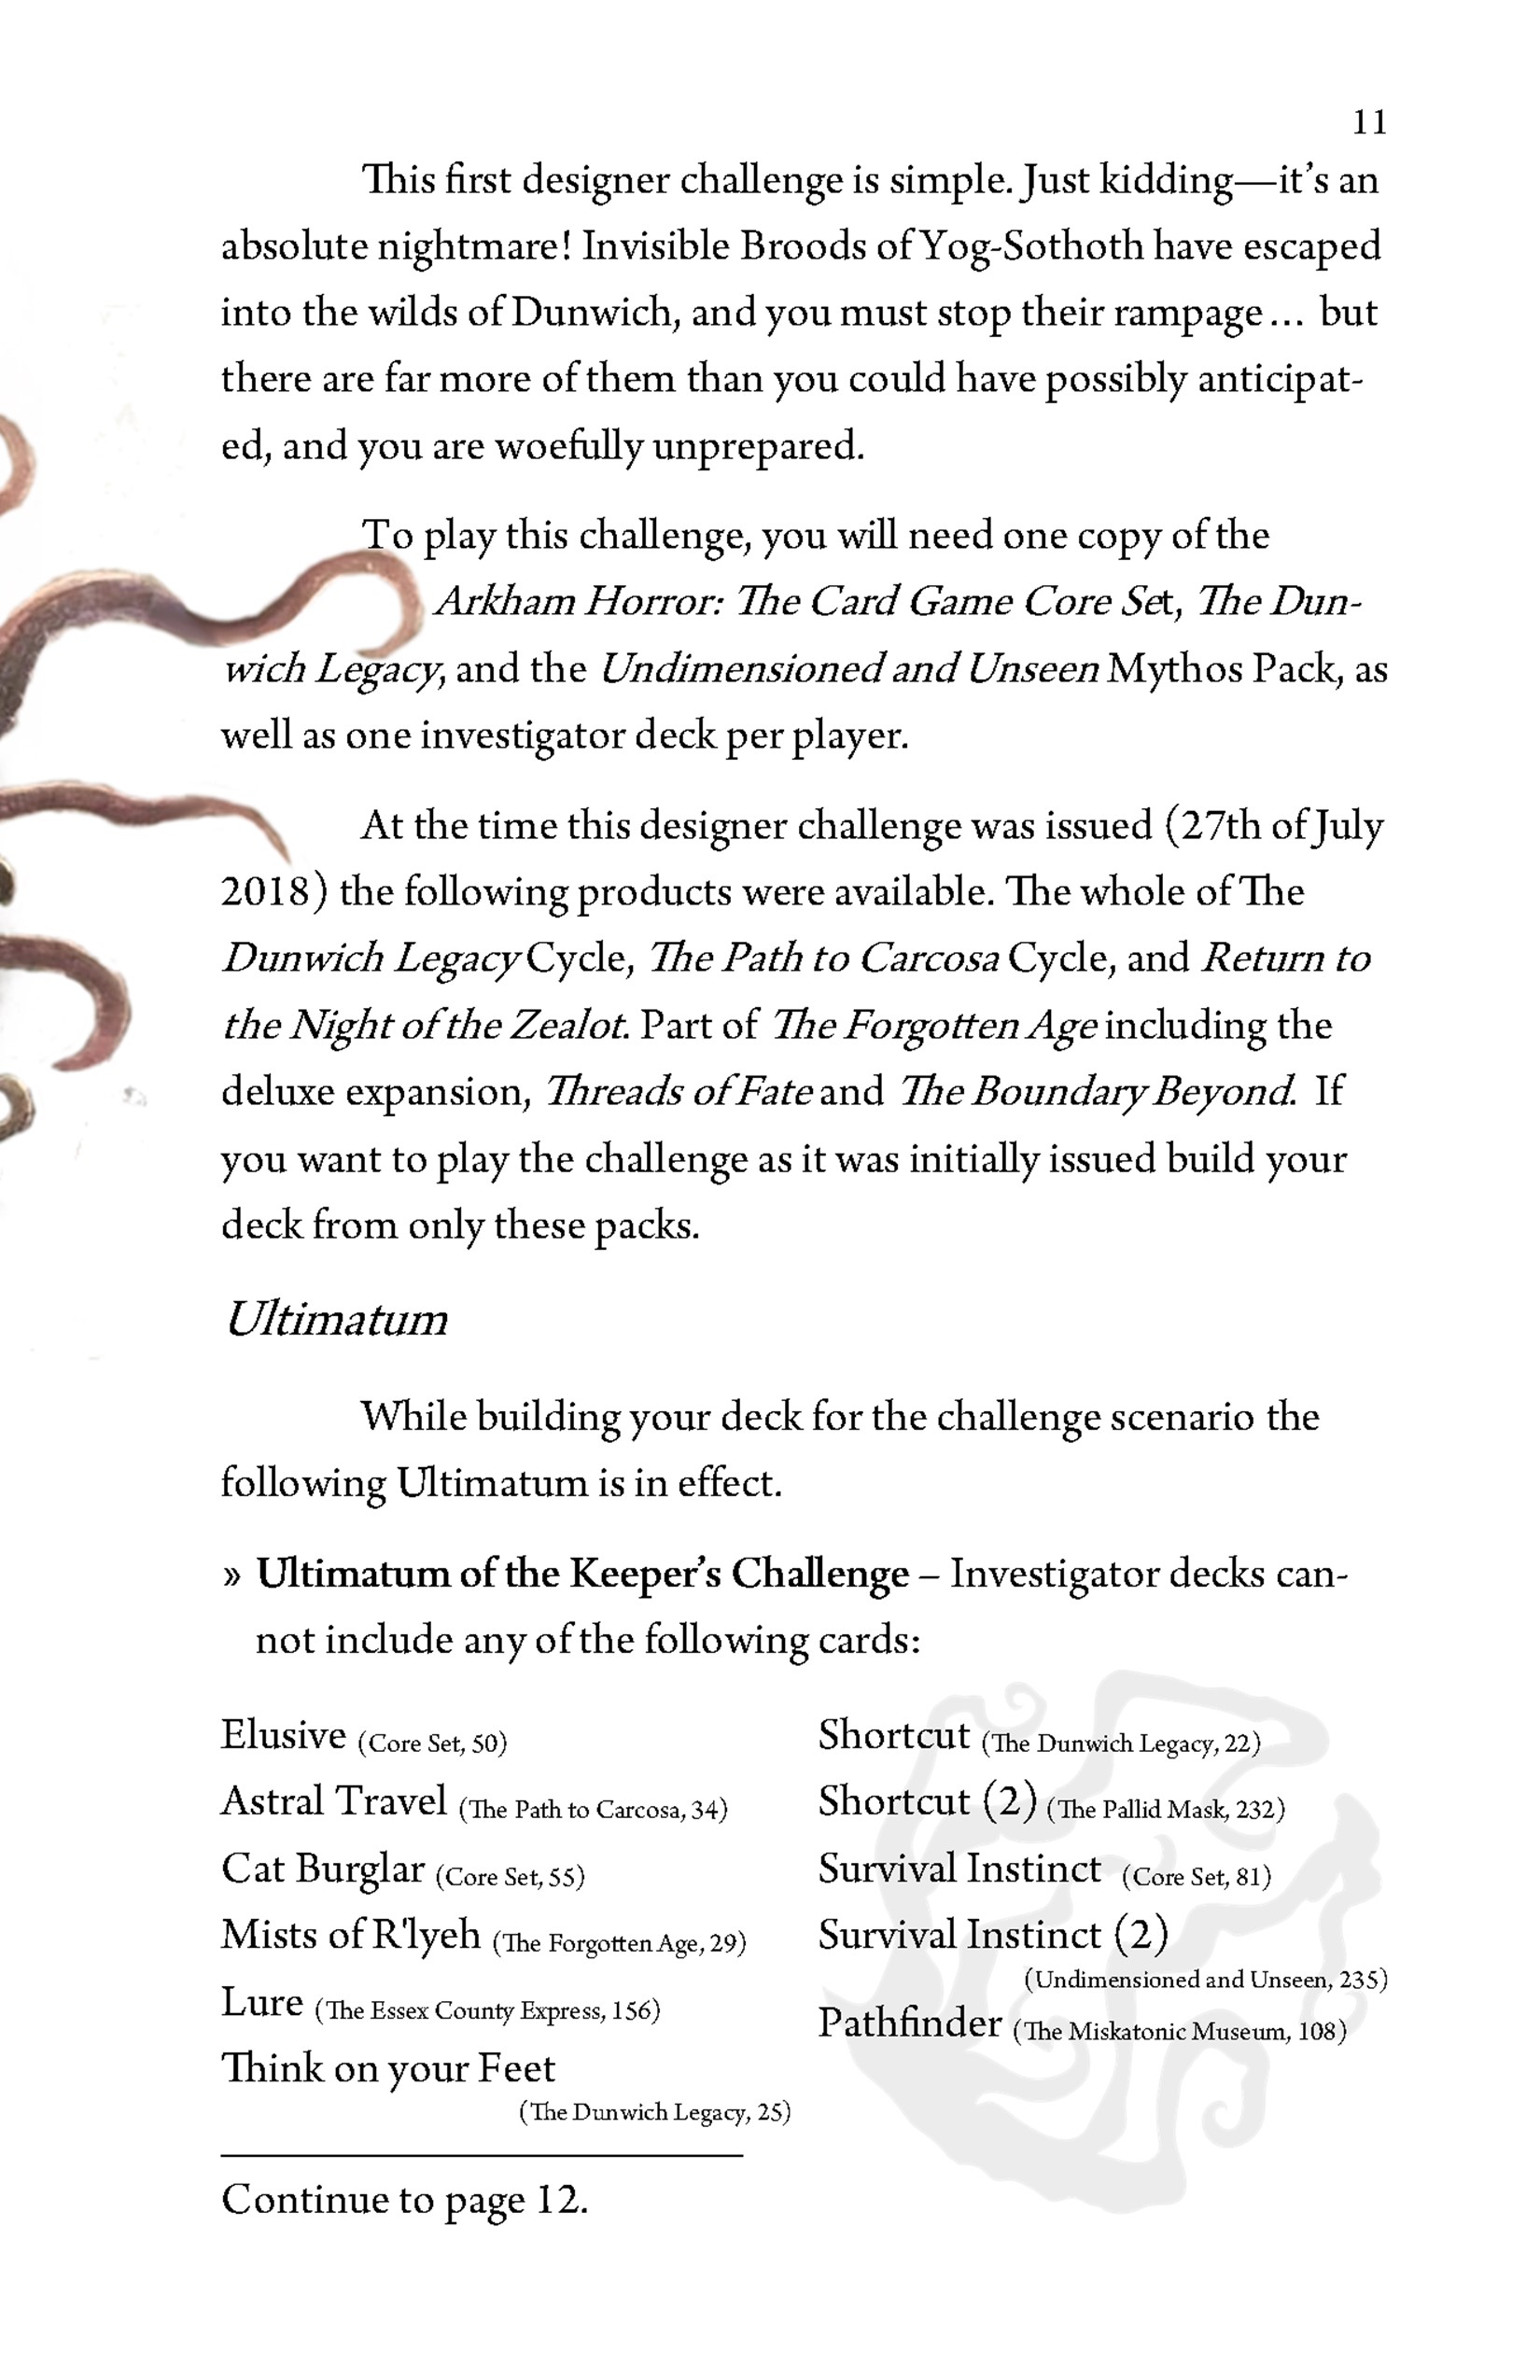 11
This first designer challenge is simple. Just kidding—it's an
absolute nightmare! Invisible Broods of Yog-Sothoth have escaped
into the wilds of Dunwich, and you must stop their rampage… but
there are far more of them than you could have possibly anticipat-
ed, and you are woefully unprepared.
To play this challenge, you will need one copy of the
Arkham Horror: The Card Game Core Set, The Dun-
wich Legacy, and the Undimensioned and Unseen Mythos Pack, as
well as one investigator deck per player.
At the time this designer challenge was issued (27th of July
2018) the following products were available. The whole of The
Dunwich Legacy Cycle, The Path to Carcosa Cycle, and Return to
the Night of the Zealot. Part of The Forgotten Age including the
deluxe expansion, Threads of Fate and The Boundary Beyond. If
you want to play the challenge as it was initially issued build your
deck from only these packs.
Ultimatum
While building your deck for the challenge scenario the
following Ultimatum is in effect.
» Ultimatum of the Keeper's Challenge – Investigator decks can-
not include any of the following cards:
Elusive (Core Set, 50)
Astral Travel (The Path to Carcosa, 34)
Cat Burglar (Core Set, 55)
Mists of R'lyeh (The Forgotten Age, 29)
Lure (The Essex County Express, 156)
Think on your Feet
(The Dunwich Legacy, 25)
Shortcut (The Dunwich Legacy, 22)
Shortcut (2) (The Pallid Mask, 232)
Survival Instinct (Core Set, 81)
Survival Instinct (2)
(Undimensioned and Unseen, 235)
Pathfinder (The Miskatonic Museum, 108)
Continue to page 12.